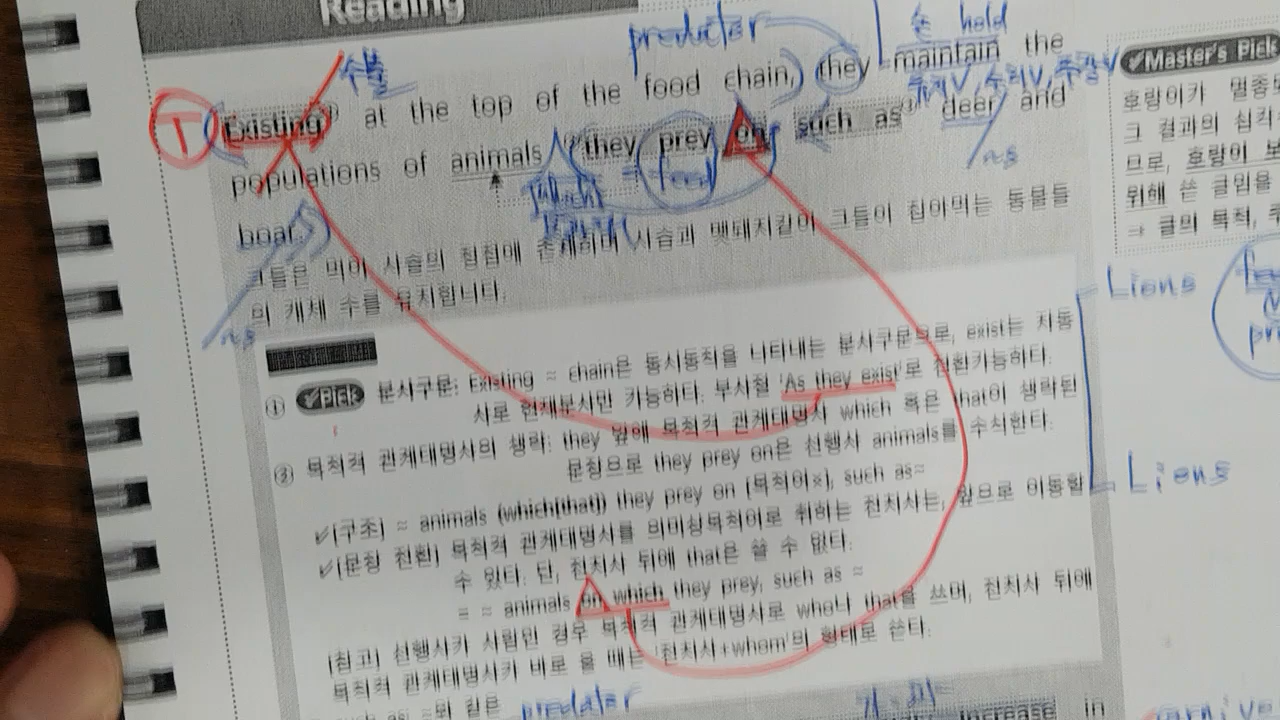 Reading
predator
= hold
수불
Existing① at the top of the food chain, they maintain the
✓Master's Pick
populations of animals they prey on, such as② deer and
which = feed
ns
boar.
그들은 먹이 사슬의 정점에 존재하며 사슴과 멧돼지같이 그들이 잡아먹는 동물들
의 개체 수를 유지합니다.
ns
호랑이가
그 결과의 심각
므로, 호랑이 보
위해 쓴 글임을
⇒ 글의 목적,
Lions
① ✓Pick 분사구문: Existing ≈ chain은 동시동작을 나타내는 분사구문으로, exist는 자동
사로 현재분사만 가능하다. 부사절 'As they exist'로 전환가능하다.
② 목적격 관계대명사의 생략: they 앞에 목적격 관계대명사 which 혹은 that이 생략된
문장으로 they prey on은 선행사 animals를 수식한다.
✓(구조) ≈ animals (which[that]) they prey on (목적어×), such as≈
✓(문장 전환) 목적격 관계대명사를 의미상목적어로 취하는 전치사는, 앞으로 이동할
수 있다. 단, 전치사 뒤에 that은 쓸 수 없다.
= ≈ animals on which they prey, such as ≈
(참고) 선행사가 사람인 경우 목적격 관계대명사로 who나 that을 쓰며, 전치사 뒤에
목적격 관계대명사가 바로 올 때는 '전치사+whom'의 형태로 쓴다.
Lions
such as: ~와 같은
predator
increase in